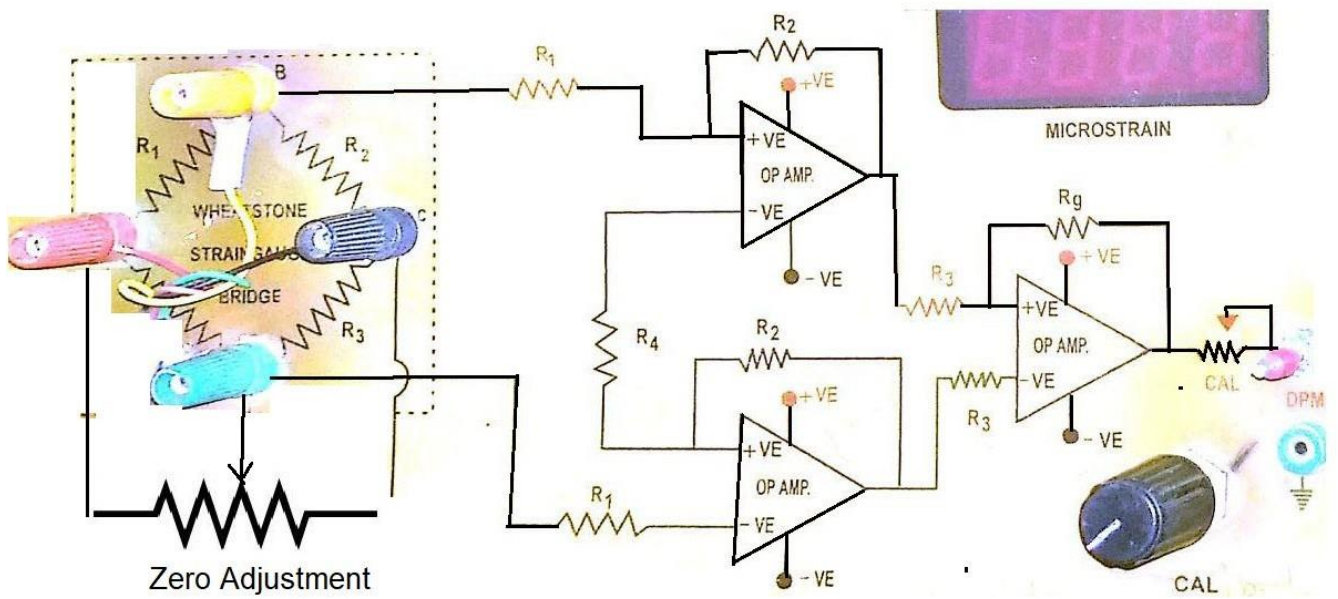 B
R1
R2
WHEATSTONE
C
STRAIN GAUGE
BRIDGE
R3
Zero Adjustment
R1
R2
+VE
+VE
OP AMP.
-VE
-VE
R4
R2
+VE
+VE
OP AMP.
R1
-VE
-VE
R3
Rg
+VE
+VE
OP AMP.
-VE
R3
-VE
CAL
DPM
8888
MICROSTRAIN
CAL